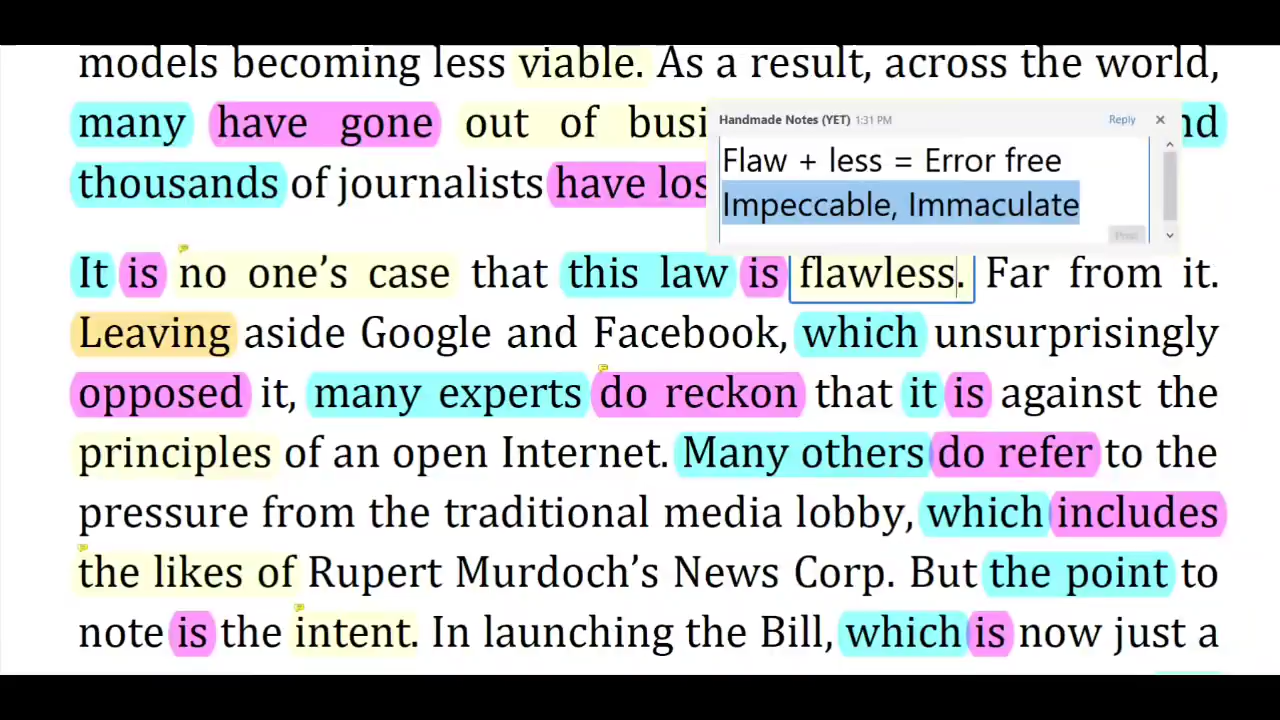 models becoming less viable. As a result, across the world,
many have gone out of busi
nd
thousands of journalists have los
Handmade Notes (YET) 1:31 PM
Reply
Flaw + less = Error free
Impeccable, Immaculate
Post
It is no one's case that this law is flawless. Far from it.
Leaving aside Google and Facebook, which unsurprisingly
opposed it, many experts do reckon that it is against the
principles of an open Internet. Many others do refer to the
pressure from the traditional media lobby, which includes
the likes of Rupert Murdoch's News Corp. But the point to
note is the intent. In launching the Bill, which is now just a